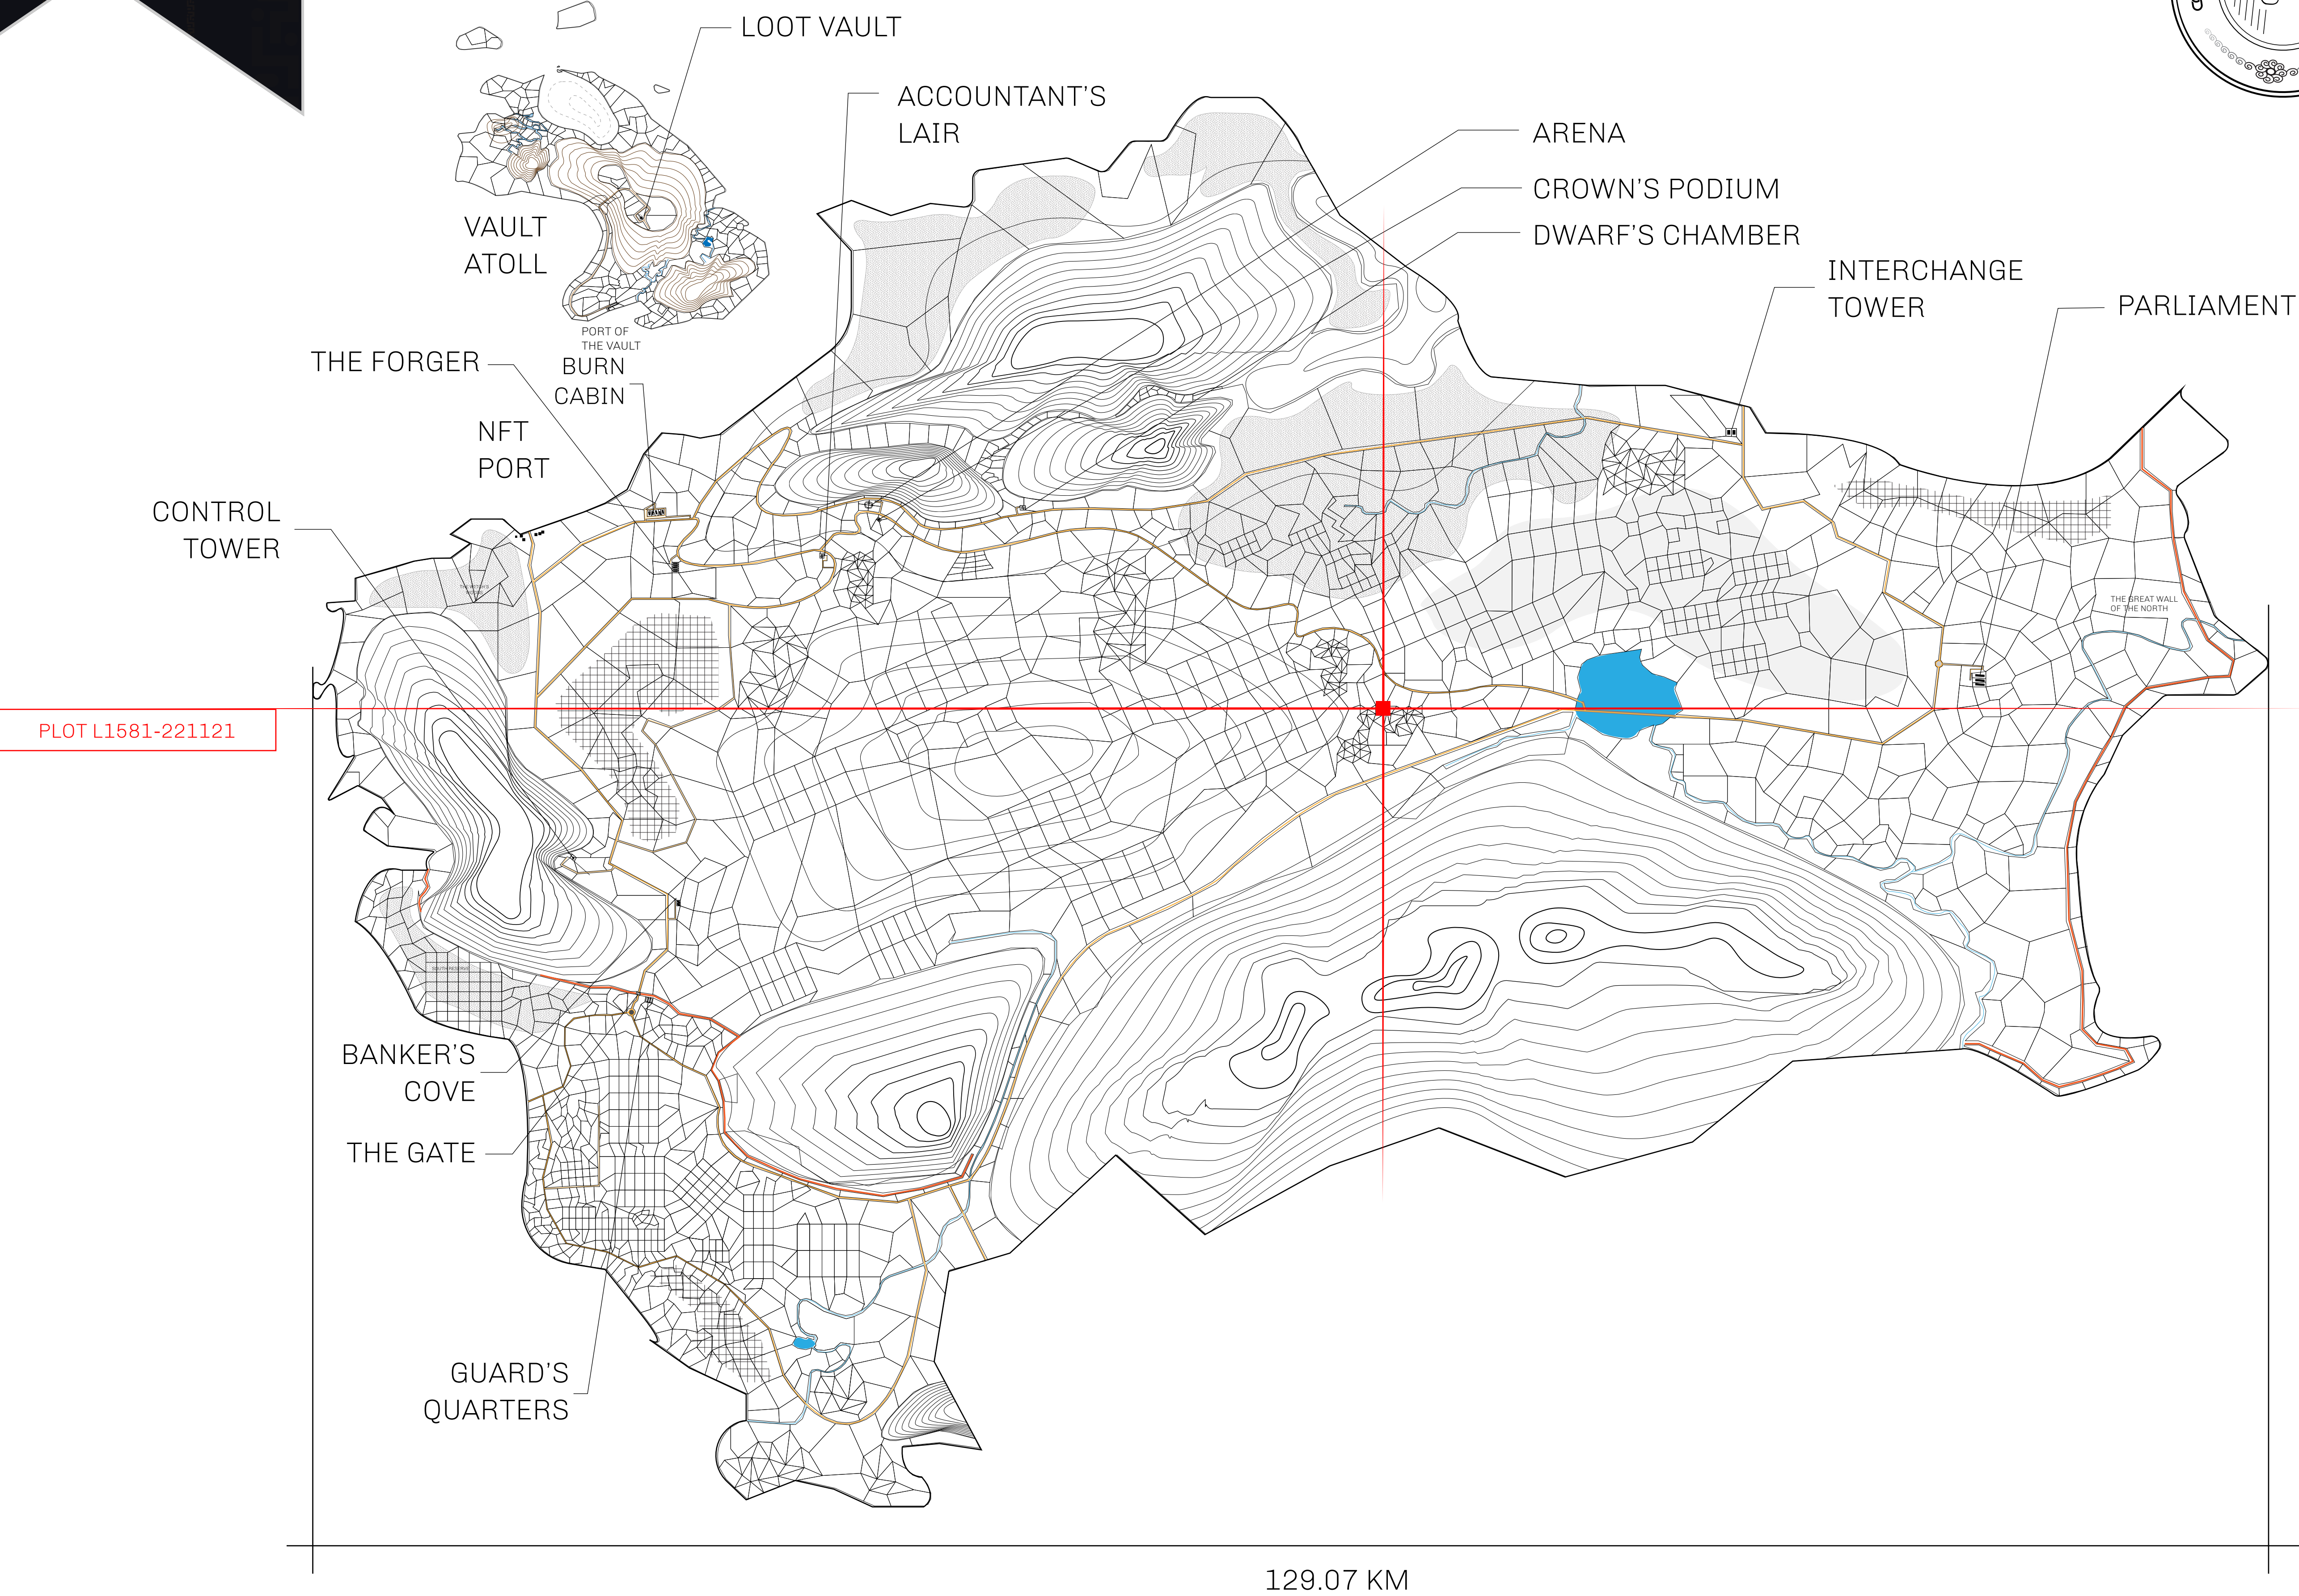 LOOT VAULT
ACCOUNTANT'S
LAIR
ARENA
CROWN'S PODIUM
DWARF'S CHAMBER
VAULT
ATOLL
INTERCHANGE
TOWER
PARLIAMENT
PORT OF
THE VAULT
THE FORGER
BURN
CABIN
NFT
PORT
CONTROL
TOWER
THE GREAT WALL
OF THE NORTH
PLOT L1581-221121
SOUTH RESERVE
BANKER'S
COVE
THE GATE
GUARD'S
QUARTERS
129.07 KM